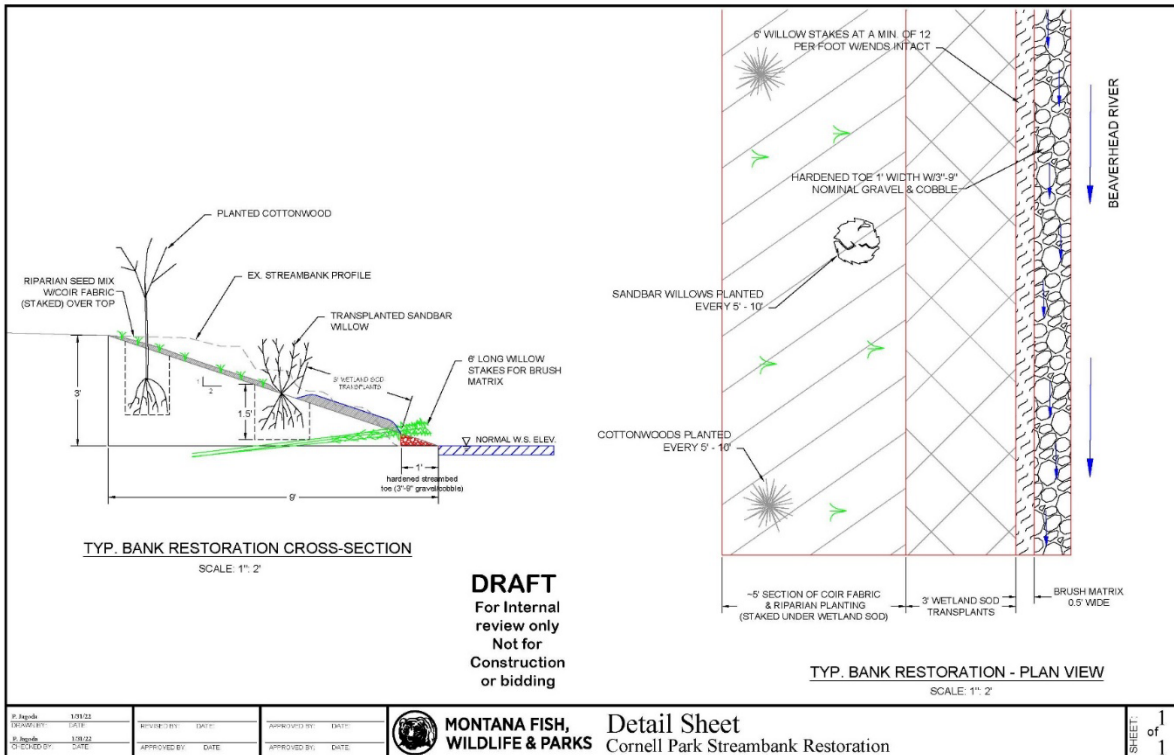 PLANTED COTTONWOOD
RIPARIAN SEED MIX
W/COIR FABRIC
(STAKED) OVER TOP
EX. STREAMBANK PROFILE
TRANSPLANTED SANDBAR
WILLOW
3' WETLAND SOD
TRANSPLANTS
6' LONG WILLOW
STAKES FOR BRUSH
MATRIX
3'
1
2
1.5'
NORMAL W.S. ELEV.
1'
hardened streambed
toe (3"-9" gravel/cobble)
9'
TYP. BANK RESTORATION CROSS-SECTION
SCALE: 1": 2'
DRAFT
For Internal
review only
Not for
Construction
or bidding
6' WILLOW STAKES AT A MIN. OF 12
PER FOOT W/ENDS INTACT
HARDENED TOE 1' WIDTH W/3"-9"
NOMINAL GRAVEL & COBBLE
BEAVERHEAD RIVER
SANDBAR WILLOWS PLANTED
EVERY 5' - 10'
COTTONWOODS PLANTED
EVERY 5' - 10'
~5' SECTION OF COIR FABRIC
& RIPARIAN PLANTING
(STAKED UNDER WETLAND SOD)
3' WETLAND SOD
TRANSPLANTS
BRUSH MATRIX
0.5' WIDE
TYP. BANK RESTORATION - PLAN VIEW
SCALE: 1": 2'
1/31/22
DRAWN BY: DATE
CHECKED BY: DATE
REVISED BY: DATE:
APPROVED BY: DATE
APPROVED BY: DATE:
APPROVED BY: DATE:
MONTANA FISH,
WILDLIFE & PARKS
Detail Sheet
Cornell Park Streambank Restoration
SHEET:
1
of
1